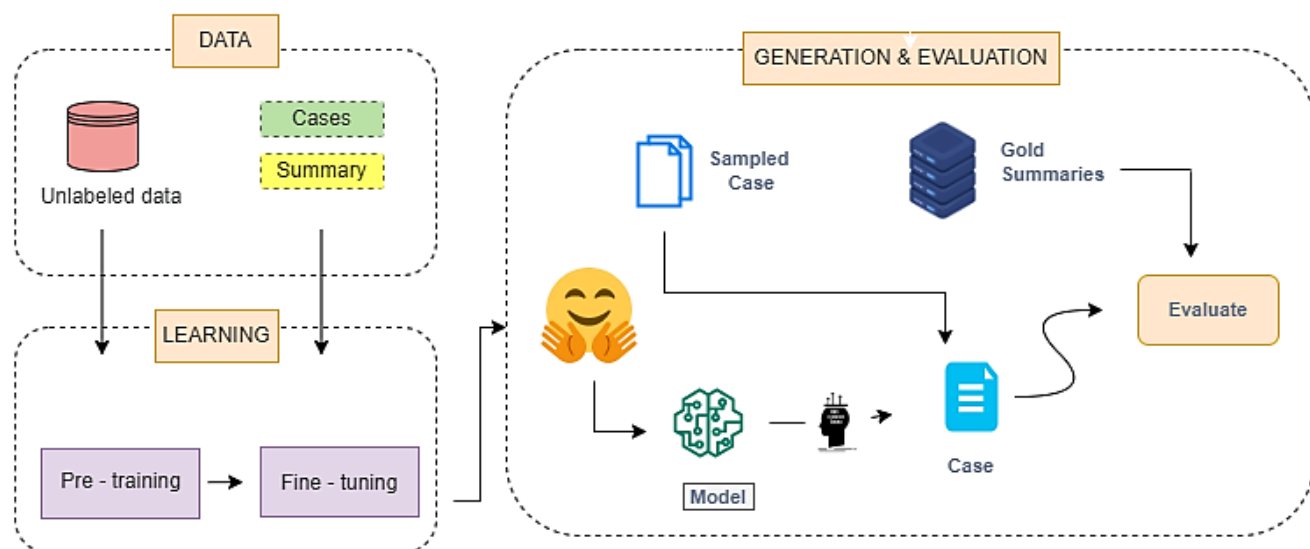 DATA
Cases
Summary
Unlabeled data
LEARNING
Pre - training
Fine - tuning
GENERATION & EVALUATION
Sampled
Case
Gold
Summaries
Evaluate
Case
Model